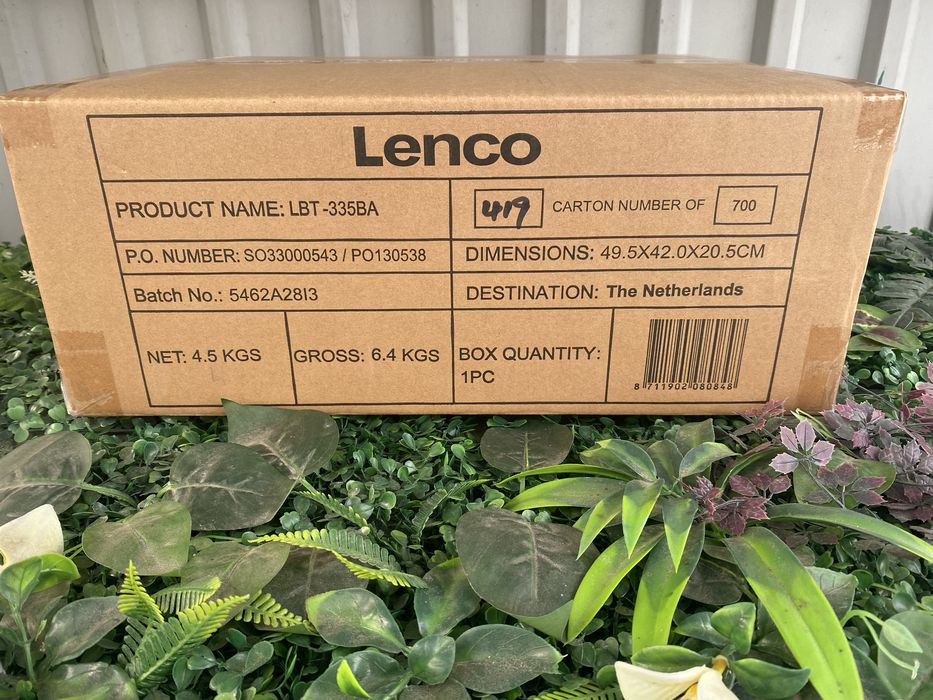 Lenco
PRODUCT NAME: LBT-335BA
419 CARTON NUMBER OF 700
P.O. NUMBER: SO33000543 / PO130538
DIMENSIONS: 49.5X42.0X20.5CM
Batch No.: 5462A28I3
DESTINATION: The Netherlands
NET: 4.5 KGS
GROSS: 6.4 KGS
BOX QUANTITY:
1PC
8 711902 080848